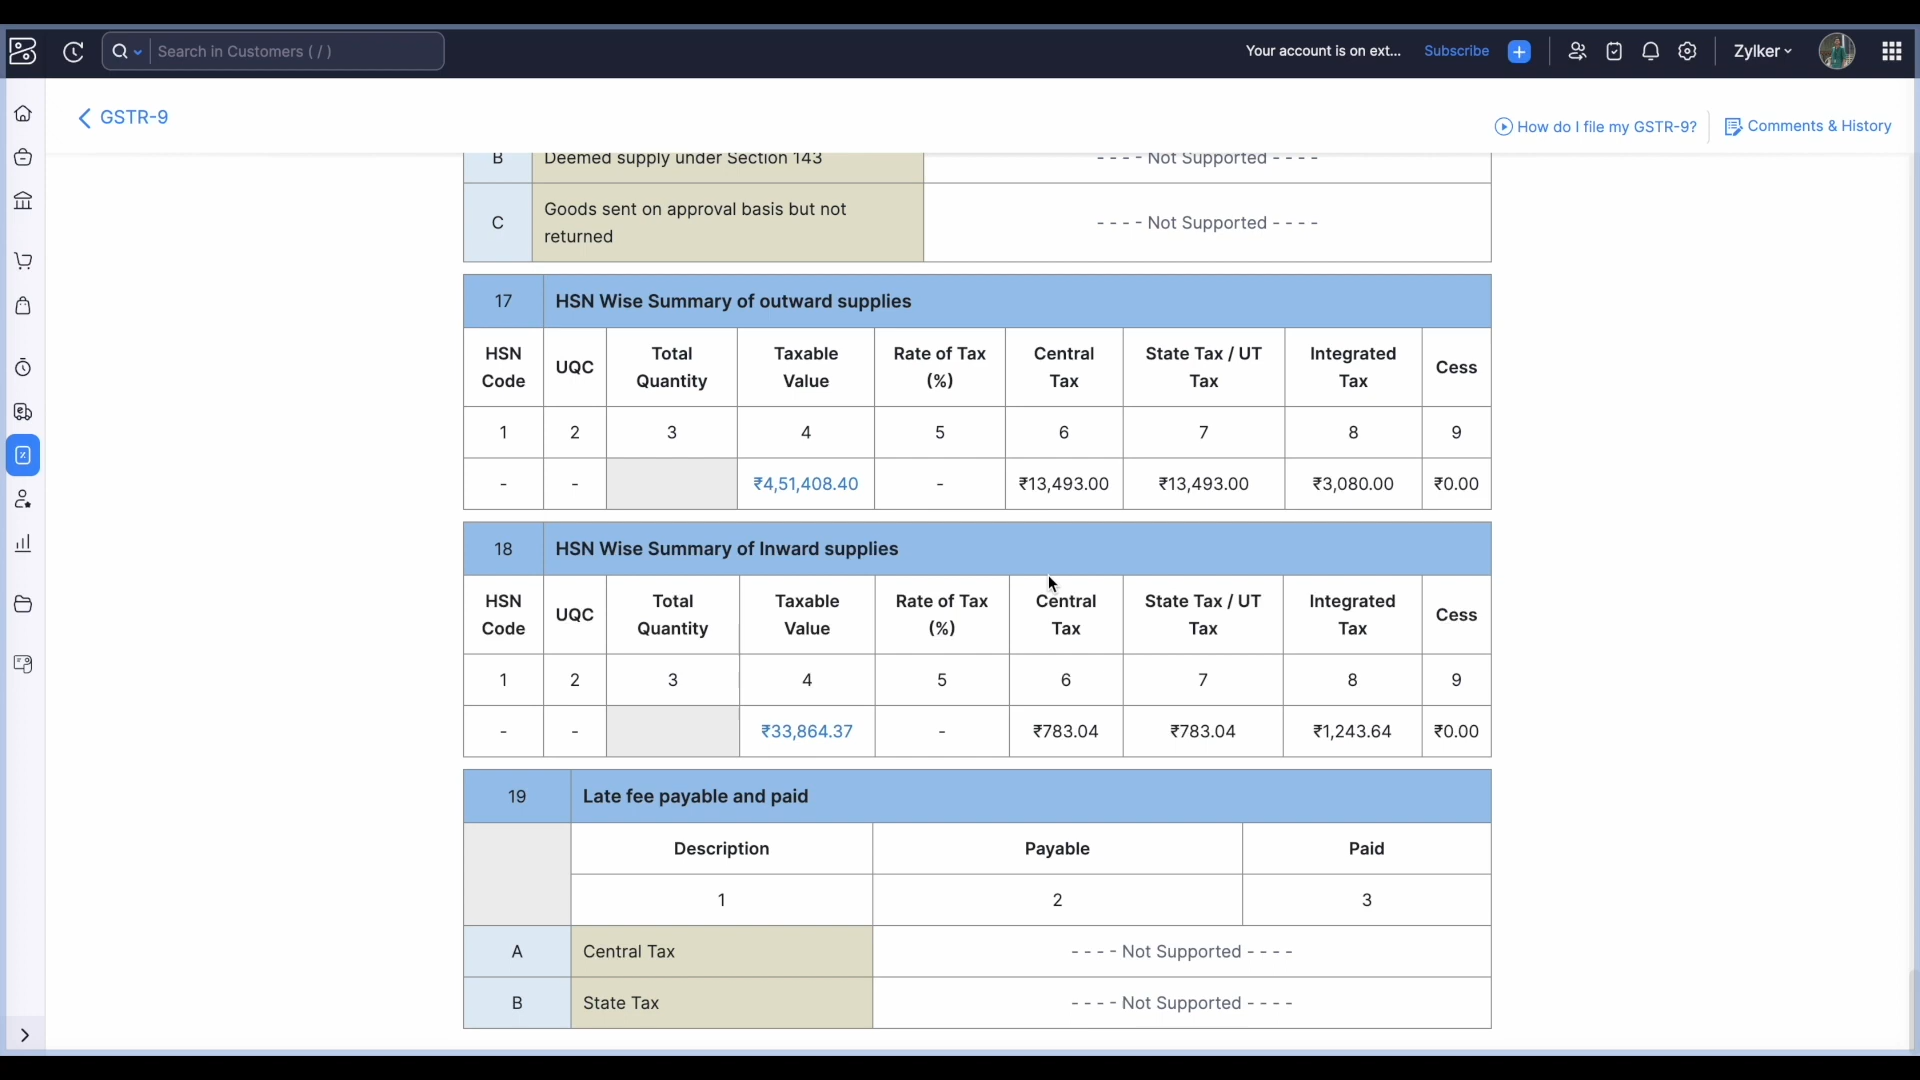 Search in Customers ( / )
Your account is on ext...
Subscribe
Zylker
GSTR-9
How do I file my GSTR-9?
Comments & History
B Deemed supply under Section 143 - - - - Not Supported - - - -
C Goods sent on approval basis but not returned - - - - Not Supported - - - -
17 HSN Wise Summary of outward supplies
HSN Code UQC Total Quantity Taxable Value Rate of Tax (%) Central Tax State Tax / UT Tax Integrated Tax Cess
1 2 3 4 5 6 7 8 9
- - ₹4,51,408.40 - ₹13,493.00 ₹13,493.00 ₹3,080.00 ₹0.00
18 HSN Wise Summary of Inward supplies
HSN Code UQC Total Quantity Taxable Value Rate of Tax (%) Central Tax State Tax / UT Tax Integrated Tax Cess
1 2 3 4 5 6 7 8 9
- - ₹33,864.37 - ₹783.04 ₹783.04 ₹1,243.64 ₹0.00
19 Late fee payable and paid
Description Payable Paid
1 2 3
A Central Tax - - - - Not Supported - - - -
B State Tax - - - - Not Supported - - - -